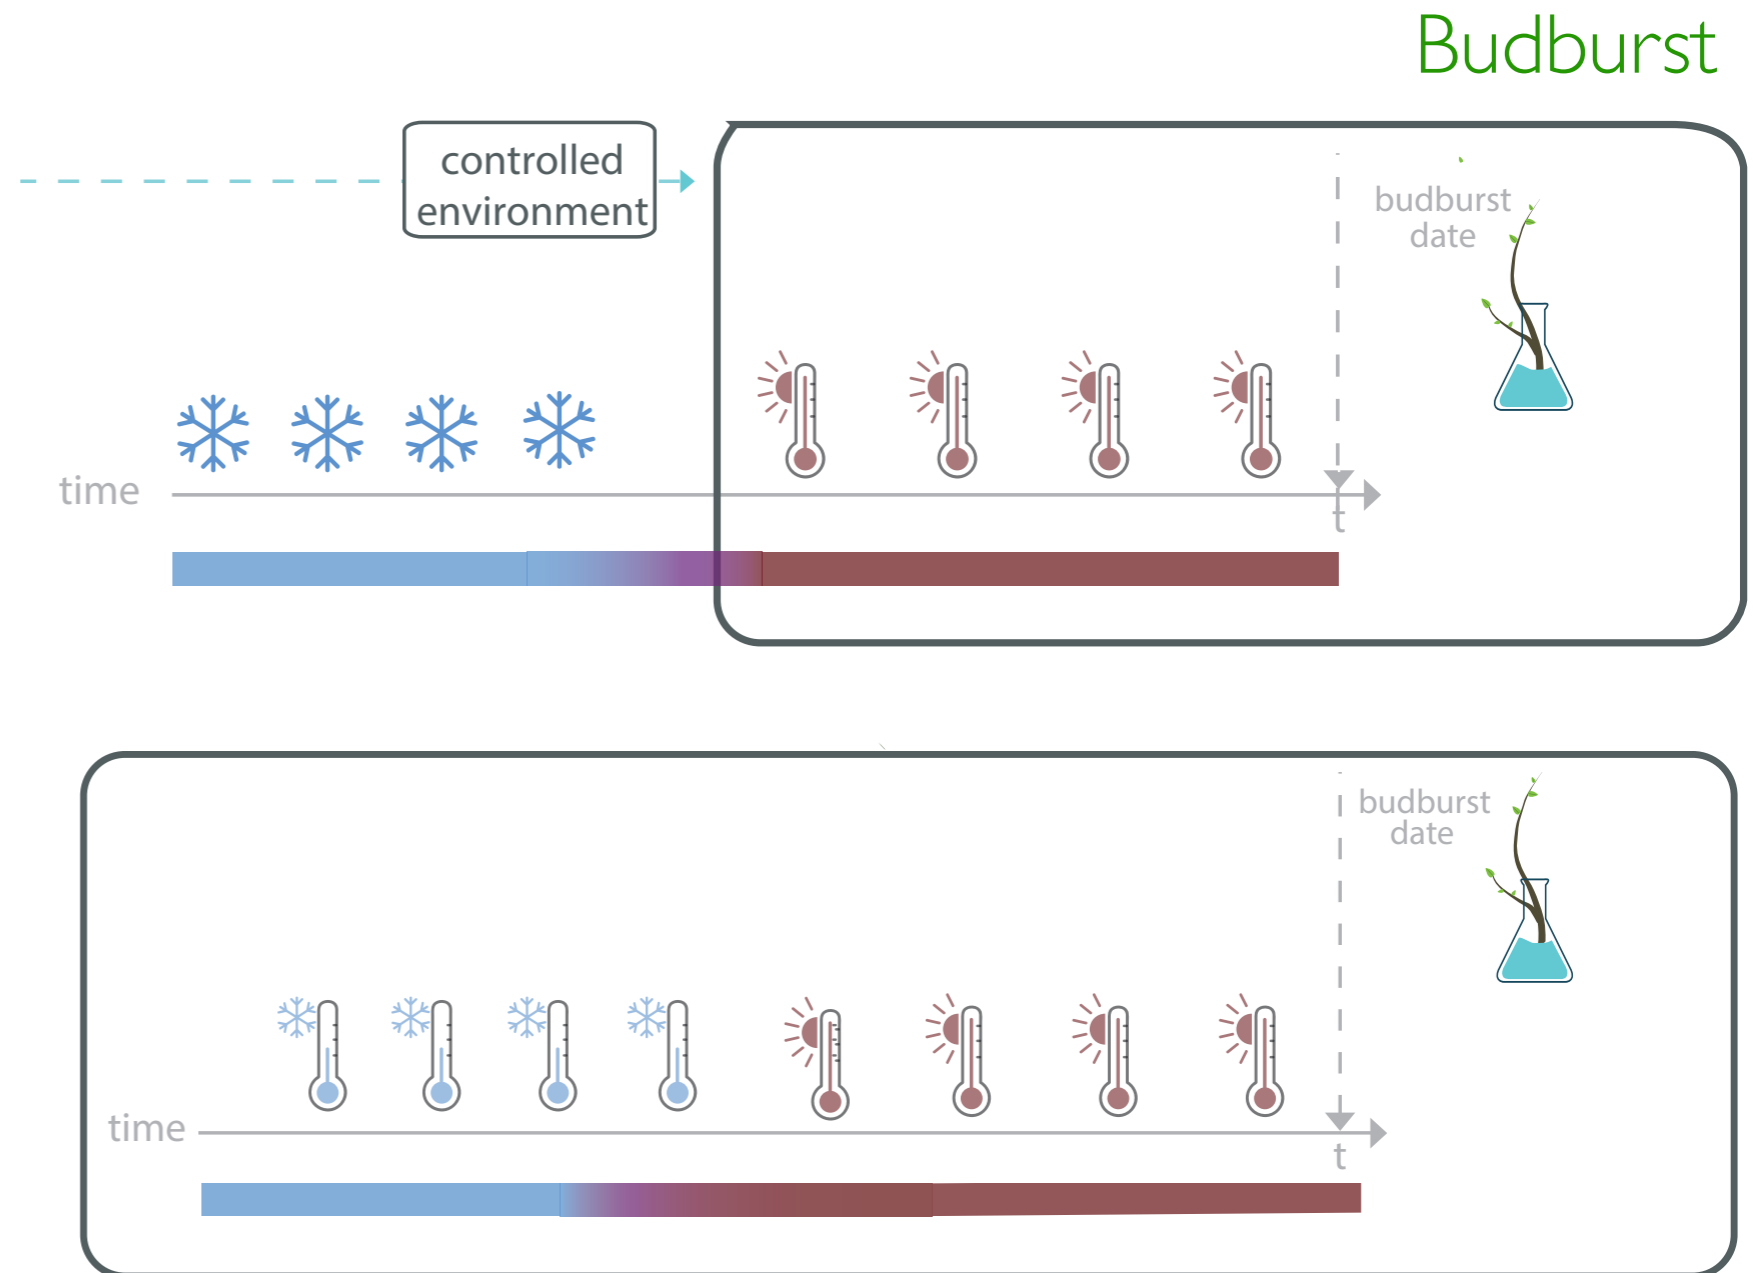 Budburst
controlled
environment
budburst
date
time
t
budburst
date
time
t